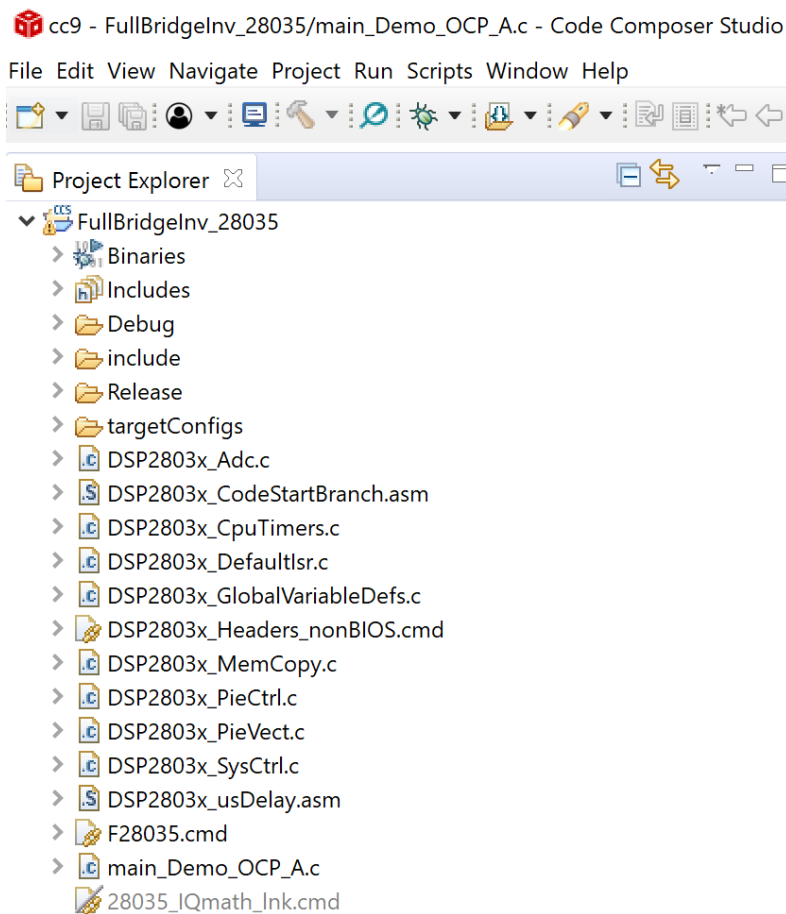 cc9 - FullBridgeInv_28035/main_Demo_OCP_A.c - Code Composer Studio
File Edit View Navigate Project Run Scripts Window Help
Project Explorer
CCS
FullBridgeInv_28035
Binaries
Includes
Debug
include
Release
targetConfigs
DSP2803x_Adc.c
DSP2803x_CodeStartBranch.asm
DSP2803x_CpuTimers.c
DSP2803x_DefaultIsr.c
DSP2803x_GlobalVariableDefs.c
DSP2803x_Headers_nonBIOS.cmd
DSP2803x_MemCopy.c
DSP2803x_PieCtrl.c
DSP2803x_PieVect.c
DSP2803x_SysCtrl.c
DSP2803x_usDelay.asm
F28035.cmd
main_Demo_OCP_A.c
28035_IQmath_lnk.cmd